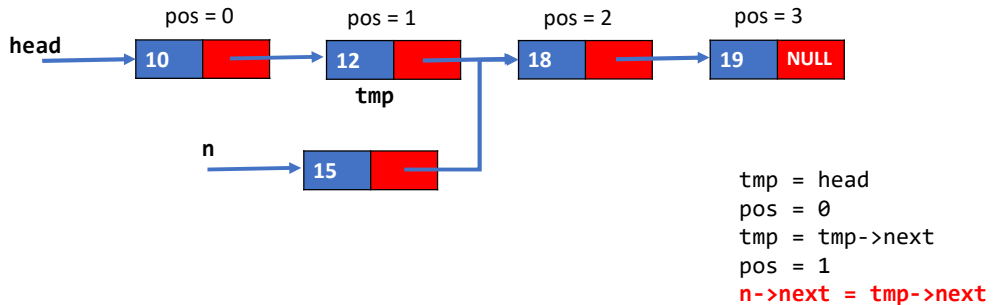 pos = 0 pos = 1 pos = 2 pos = 3
head
10 12 18 19 NULL
tmp
n
15
tmp = head
pos = 0
tmp = tmp->next
pos = 1
n->next = tmp->next